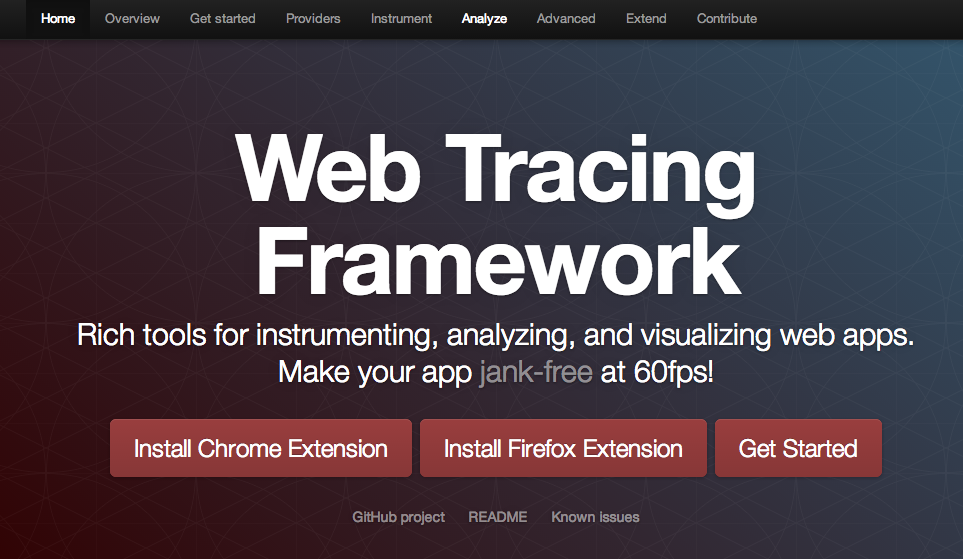 Home Overview Get started Providers Instrument Analyze Advanced Extend Contribute
Web Tracing
Framework
Rich tools for instrumenting, analyzing, and visualizing web apps.
Make your app jank-free at 60fps!
Install Chrome Extension Install Firefox Extension Get Started
GitHub project README Known issues